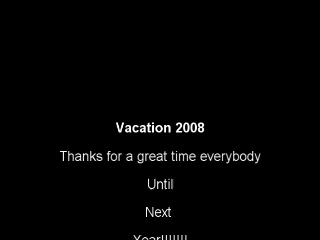 Vacation 2008
Thanks for a great time everybody
Until
Next
Year!!!!!!!